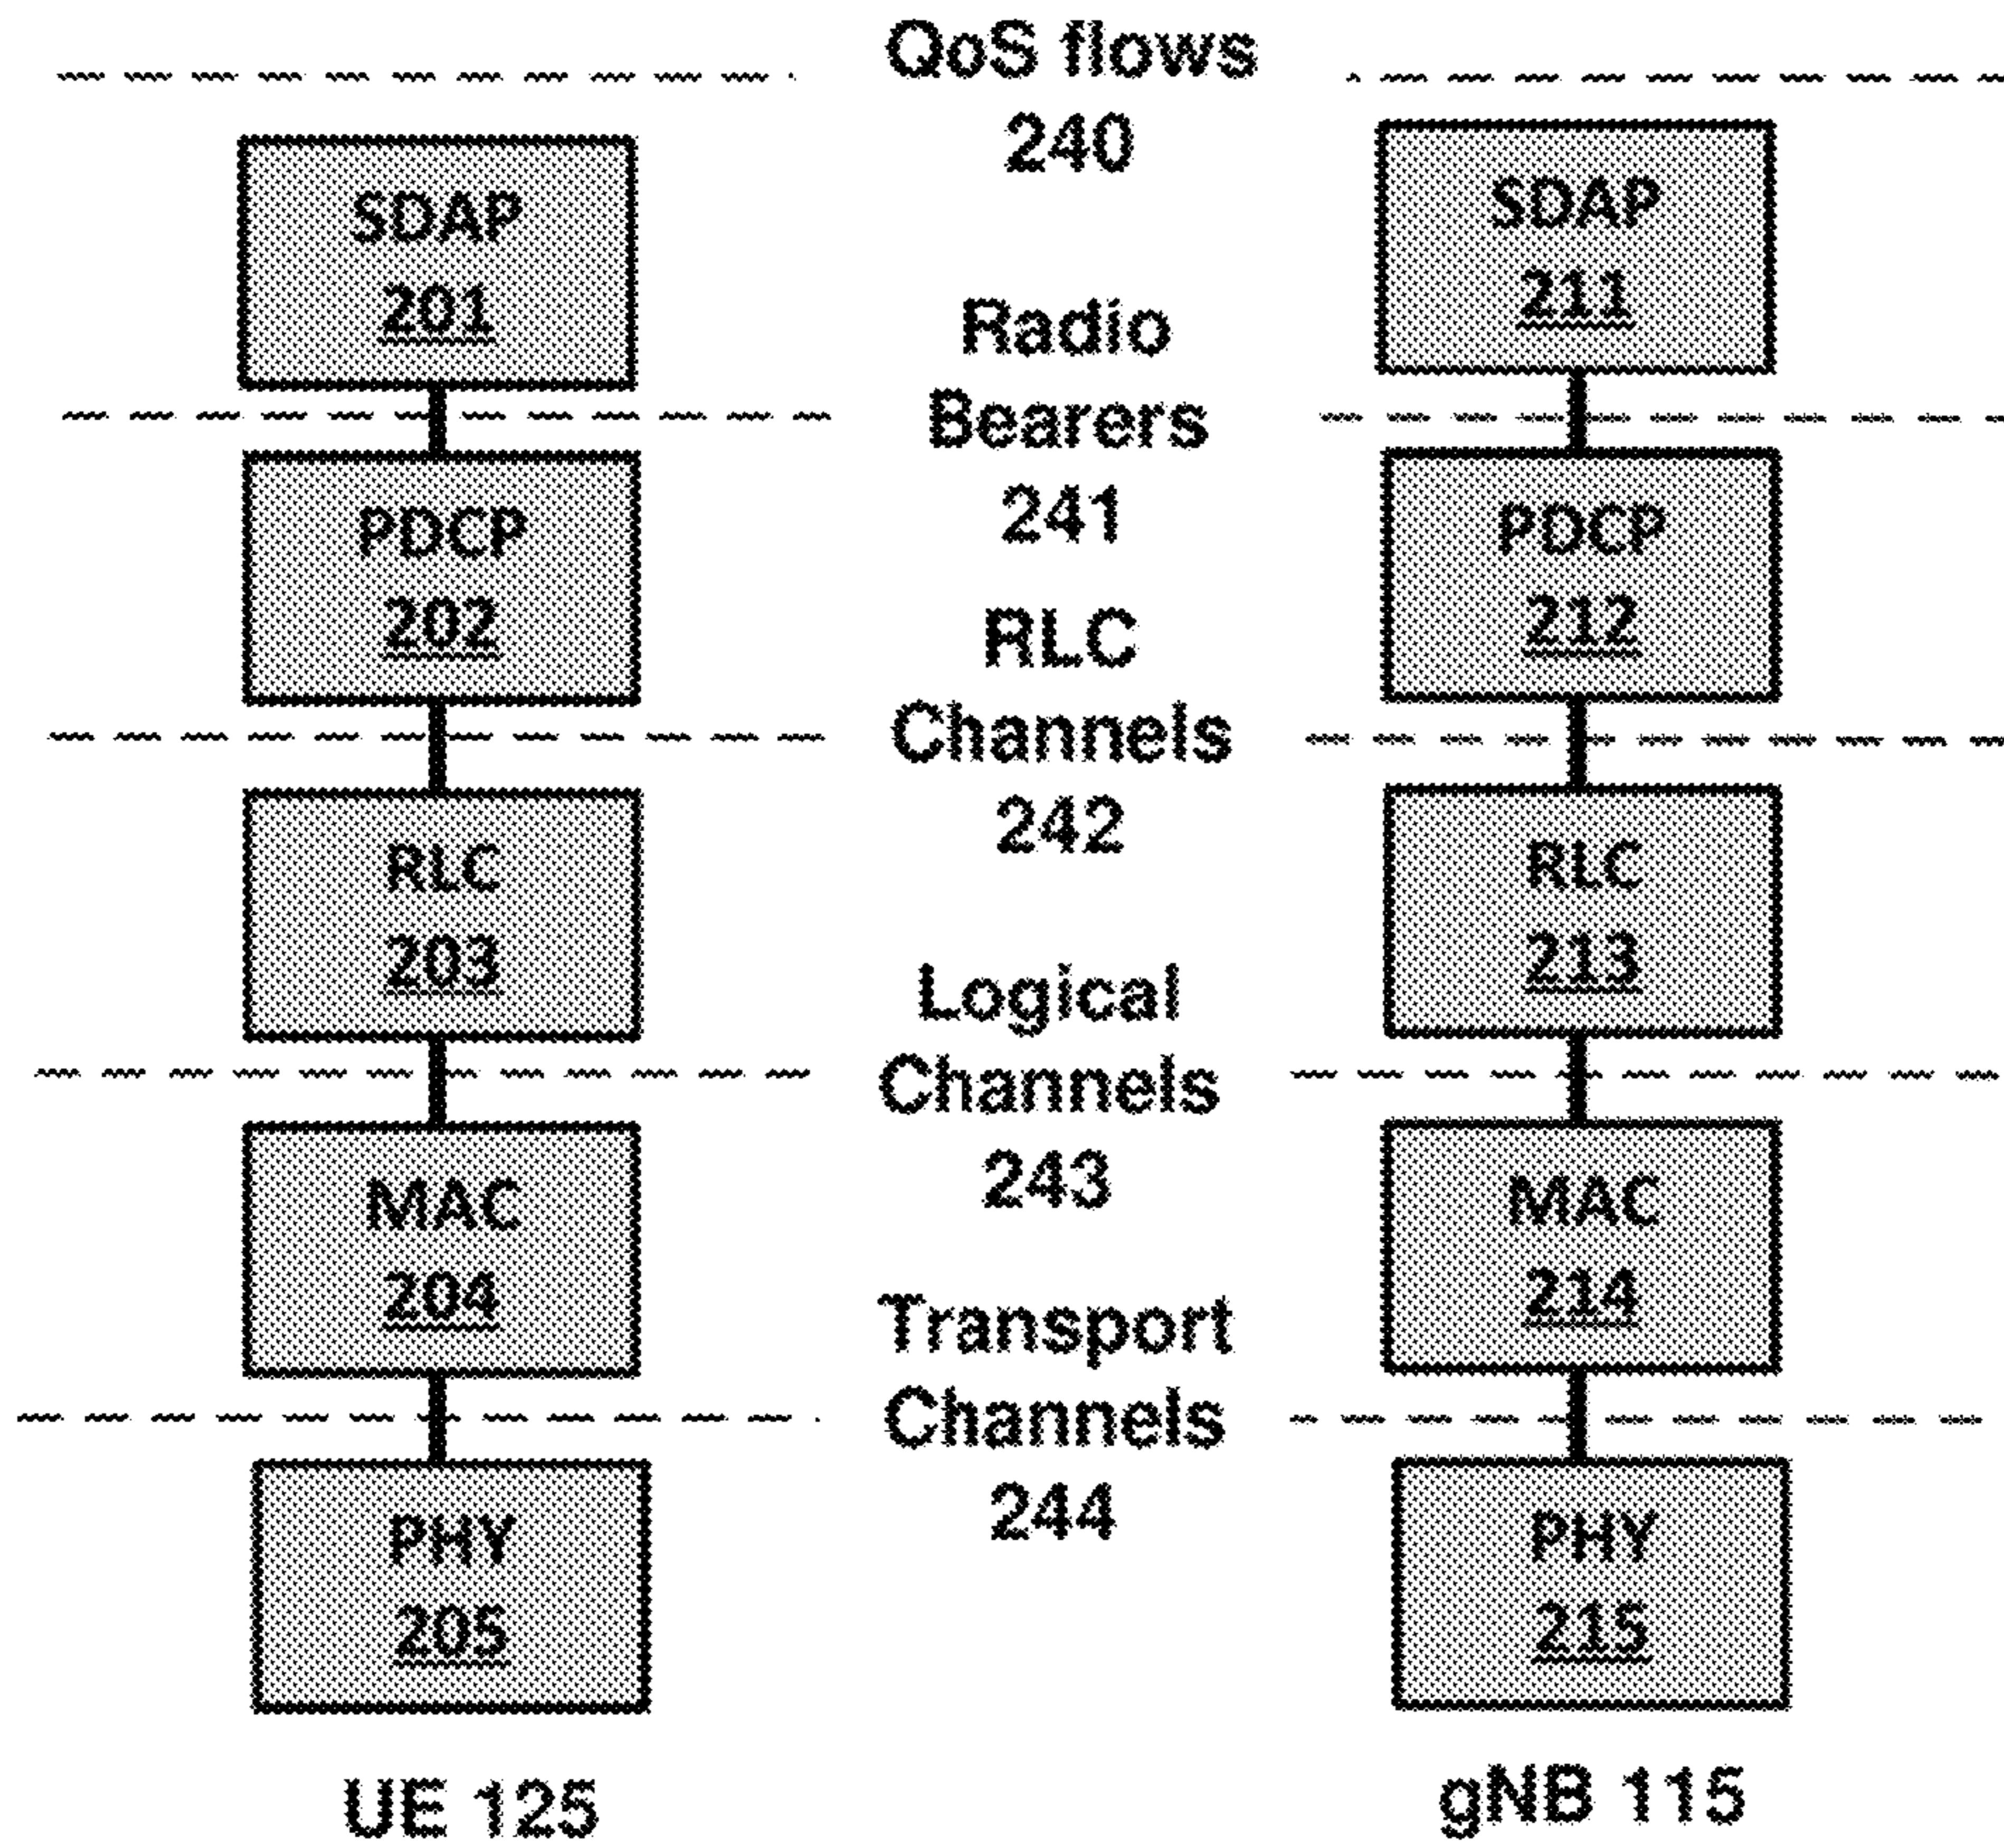 QoS flows
240
SDAP
201
SDAP
211
Radio
Bearers
241
PDCP
202
PDCP
212
RLC
Channels
242
RLC
203
RLC
213
Logical
Channels
243
MAC
204
MAC
214
Transport
Channels
244
PHY
205
PHY
215
UE 125
gNB 115